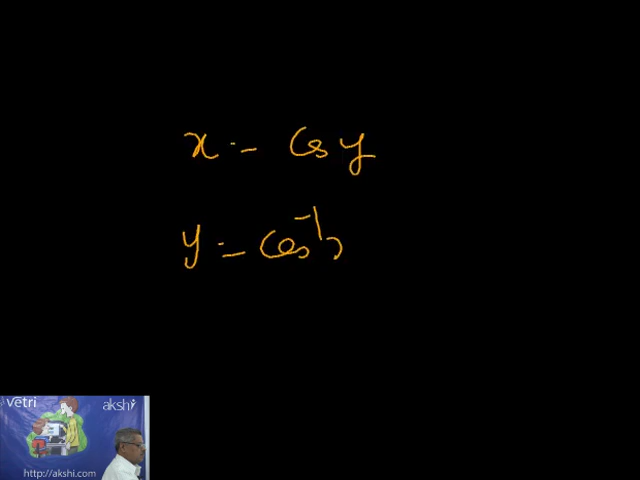 x = Cos y
y = Cos⁻¹
vetri
akshi
http://akshi.com